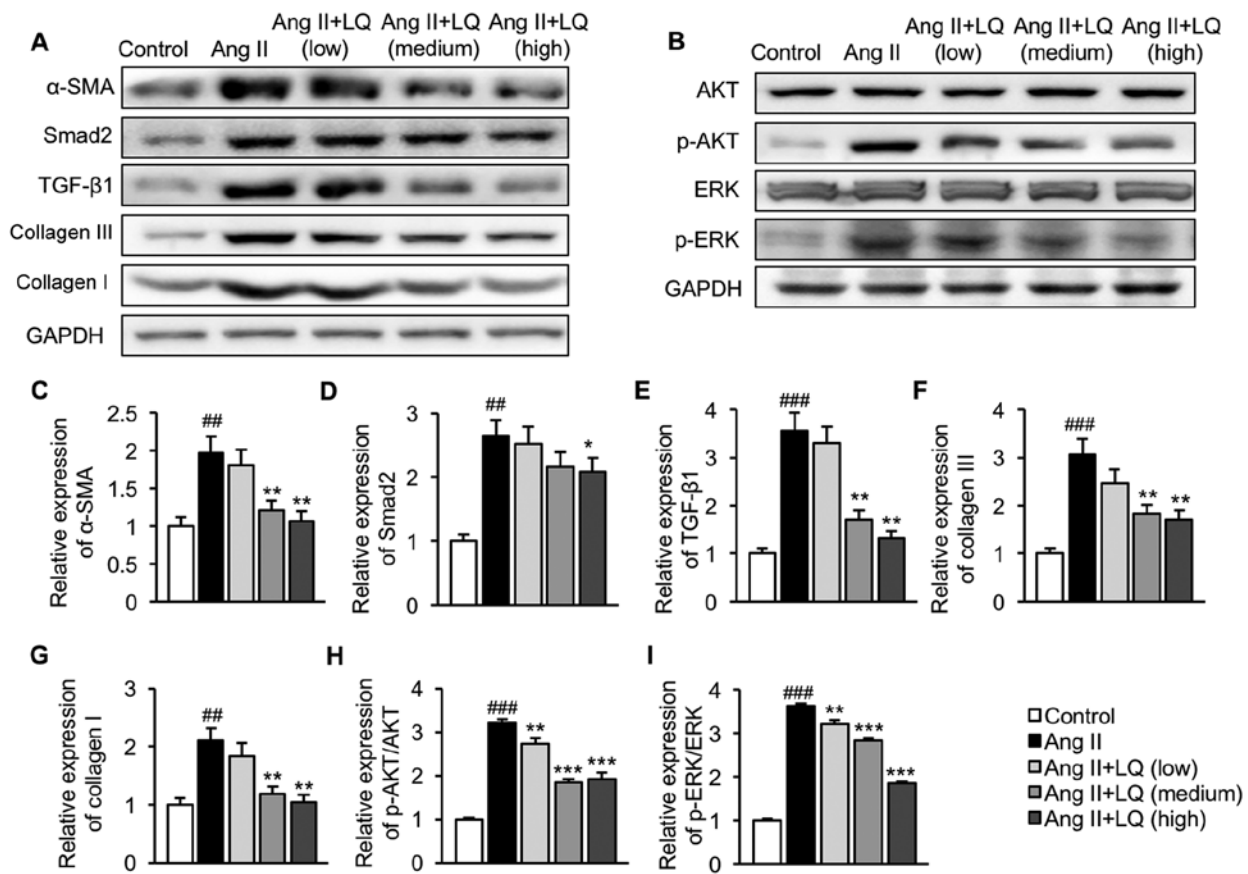 A
Control
Ang II
Ang II+LQ
(low)
Ang II+LQ
(medium)
Ang II+LQ
(high)
α-SMA
Smad2
TGF-β1
Collagen III
Collagen I
GAPDH
B
Control
Ang II
Ang II+LQ
(low)
Ang II+LQ
(medium)
Ang II+LQ
(high)
AKT
p-AKT
ERK
p-ERK
GAPDH
C
Relative expression
of α-SMA
2.5
2
1.5
1
0.5
0
##
**
**
D
Relative expression
of Smad2
3
2
1
0
##
*
E
Relative expression
of TGF-β1
4
3
2
1
0
###
**
**
F
Relative expression
of collagen III
4
3
2
1
0
###
**
**
G
Relative expression
of collagen I
3
2
1
0
##
**
**
H
Relative expression
of p-AKT/AKT
4
3
2
1
0
###
**
***
***
I
Relative expression
of p-ERK/ERK
4
3
2
1
0
###
**
***
***
Control
Ang II
Ang II+LQ (low)
Ang II+LQ (medium)
Ang II+LQ (high)